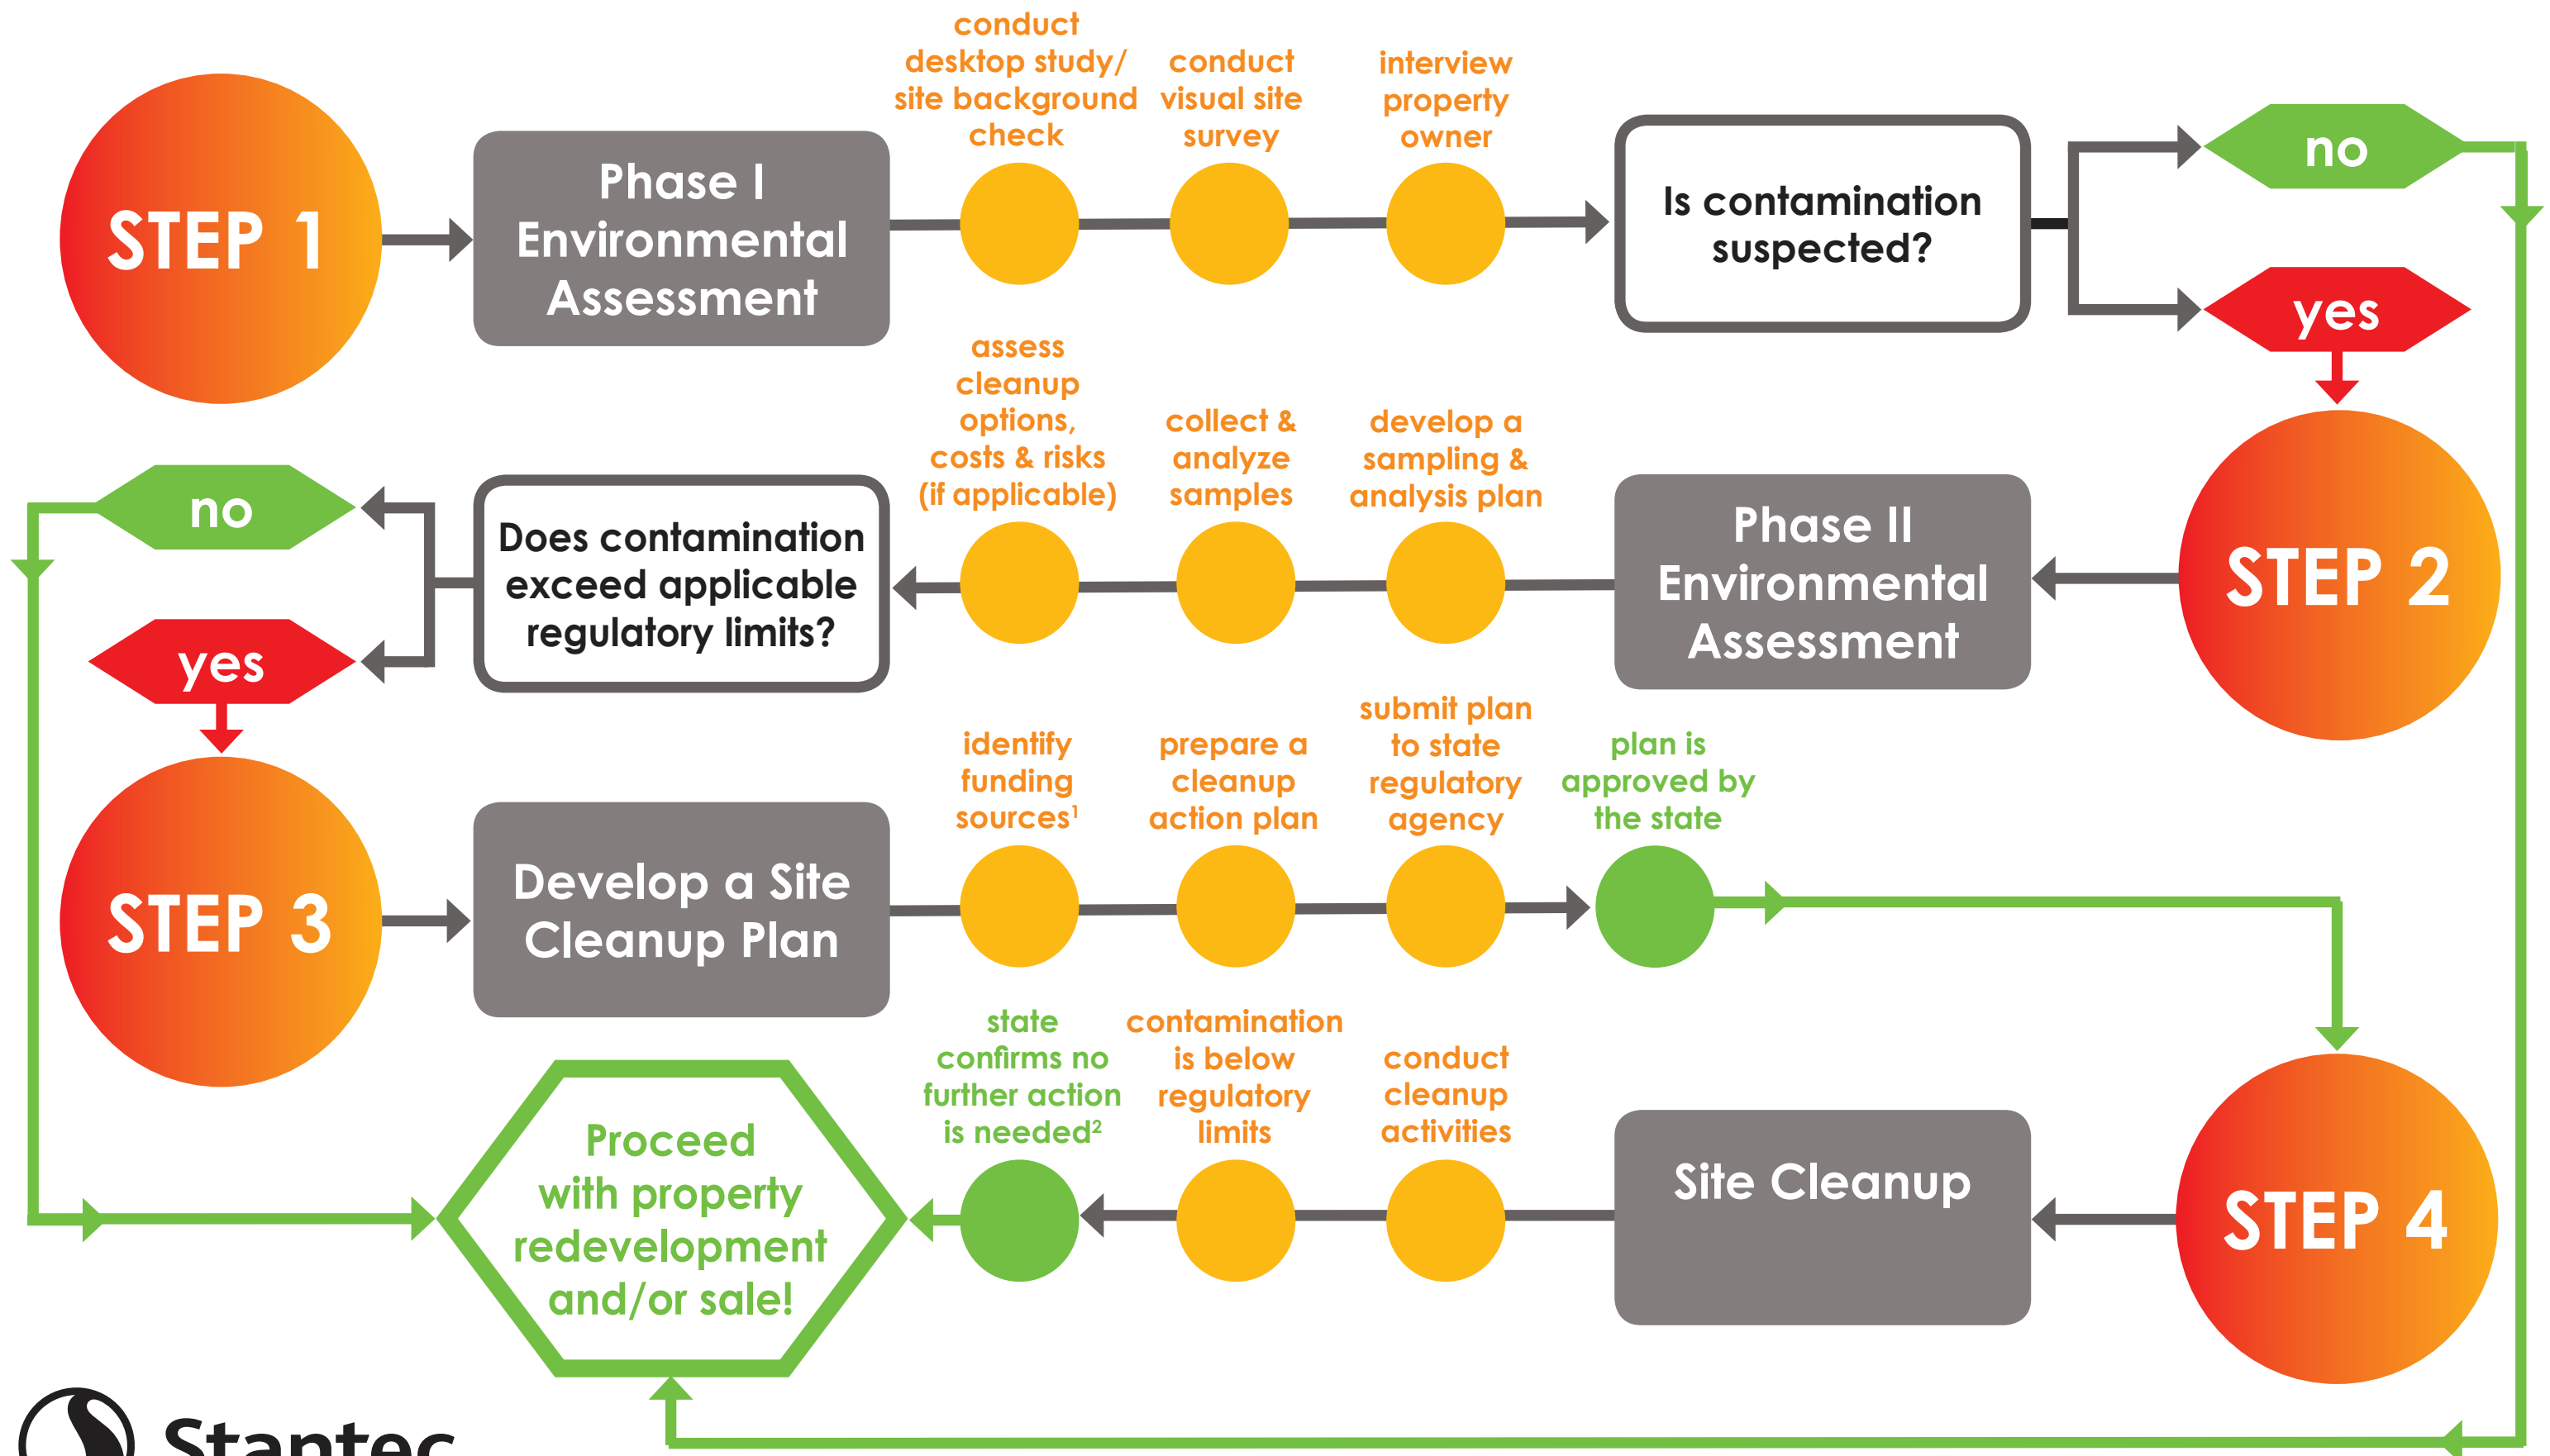 STEP 1
Phase I
Environmental
Assessment
conduct
desktop study/
site background
check
conduct
visual site
survey
interview
property
owner
Is contamination
suspected?
no
yes
STEP 2
Phase II
Environmental
Assessment
develop a
sampling &
analysis plan
collect &
analyze
samples
assess
cleanup
options,
costs & risks
(if applicable)
Does contamination
exceed applicable
regulatory limits?
no
yes
STEP 3
Develop a Site
Cleanup Plan
identify
funding
sources¹
prepare a
cleanup
action plan
submit plan
to state
regulatory
agency
plan is
approved by
the state
STEP 4
Site Cleanup
conduct
cleanup
activities
contamination
is below
regulatory
limits
state
confirms no
further action
is needed²
Proceed
with property
redevelopment
and/or sale!
Stantec